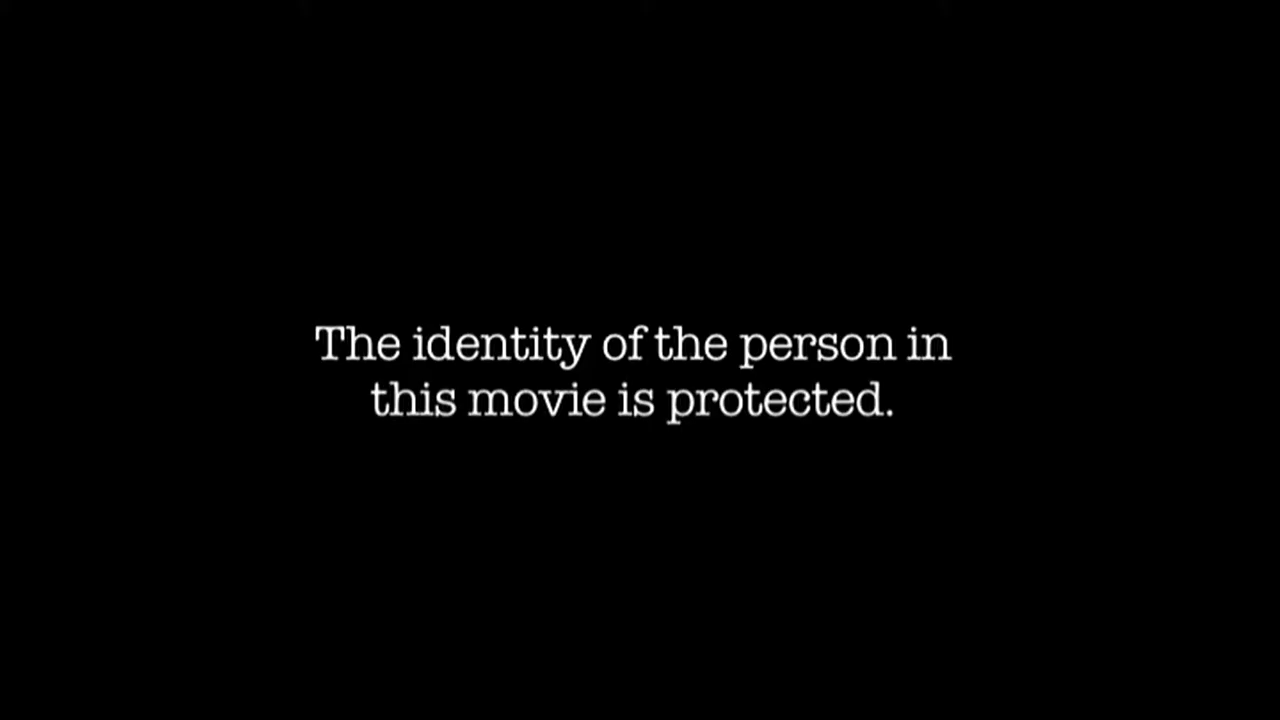 The identity of the person in
this movie is protected.